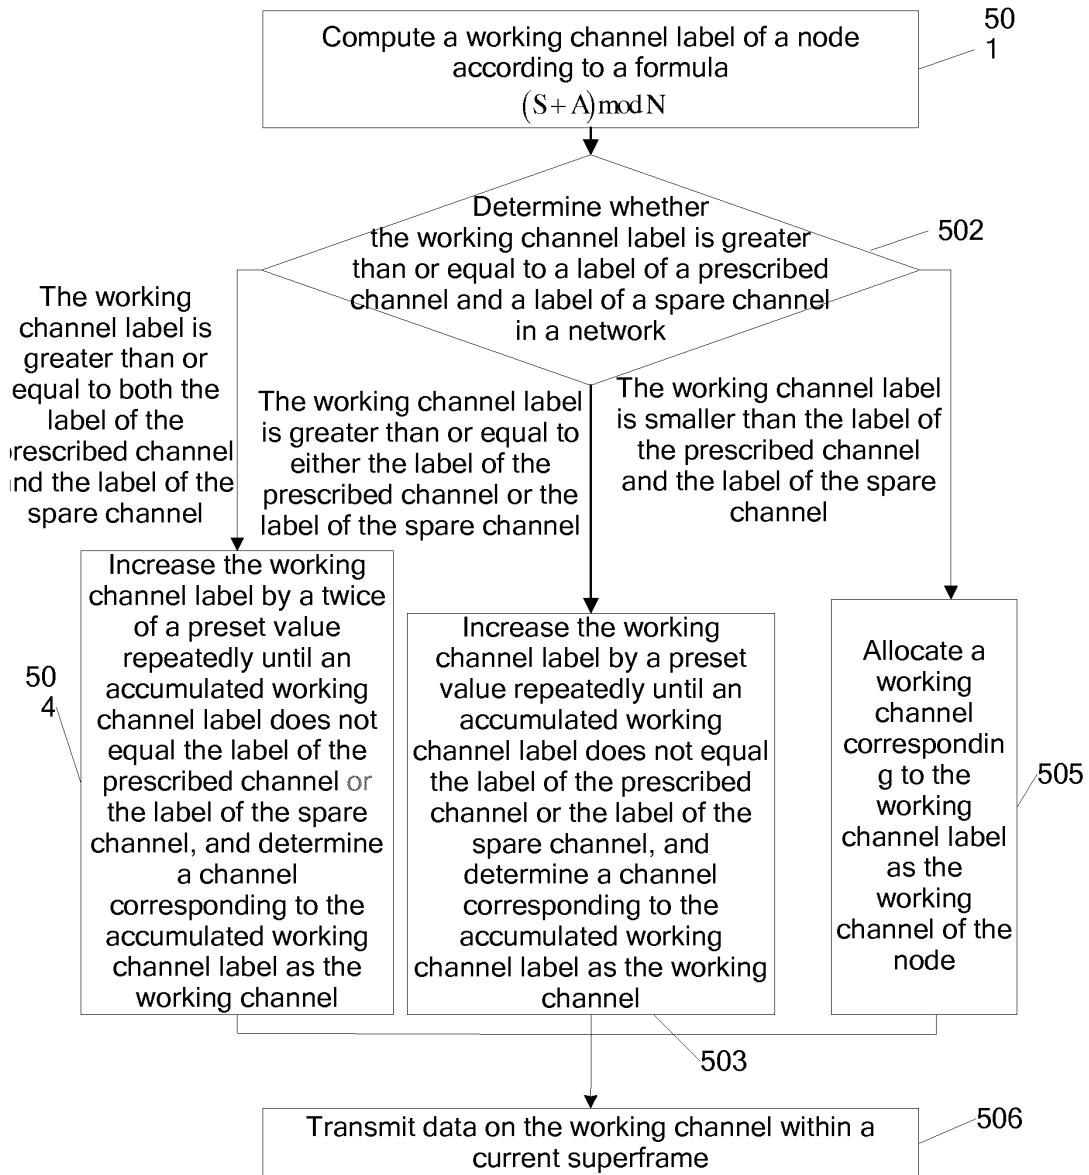 Compute a working channel label of a node
according to a formula
(S + A) mod N
50
1
Determine whether
the working channel label is greater
than or equal to a label of a prescribed
channel and a label of a spare channel
in a network
502
The working
channel label is
greater than or
equal to both the
label of the
prescribed channel
and the label of the
spare channel
The working channel label
is greater than or equal to
either the label of the
prescribed channel or the
label of the spare channel
The working channel label
is smaller than the label of
the prescribed channel
and the label of the spare
channel
Increase the working
channel label by a twice
of a preset value
repeatedly until an
accumulated working
channel label does not
equal the label of the
prescribed channel or
the label of the spare
channel, and determine
a channel
corresponding to the
accumulated working
channel label as the
working channel
50
4
Increase the working
channel label by a preset
value repeatedly until an
accumulated working
channel label does not equal
the label of the prescribed
channel or the label of the
spare channel, and
determine a channel
corresponding to the
accumulated working
channel label as the working
channel
503
Allocate a
working
channel
correspondin
g to the
working
channel label
as the
working
channel of the
node
505
Transmit data on the working channel within a
current superframe
506